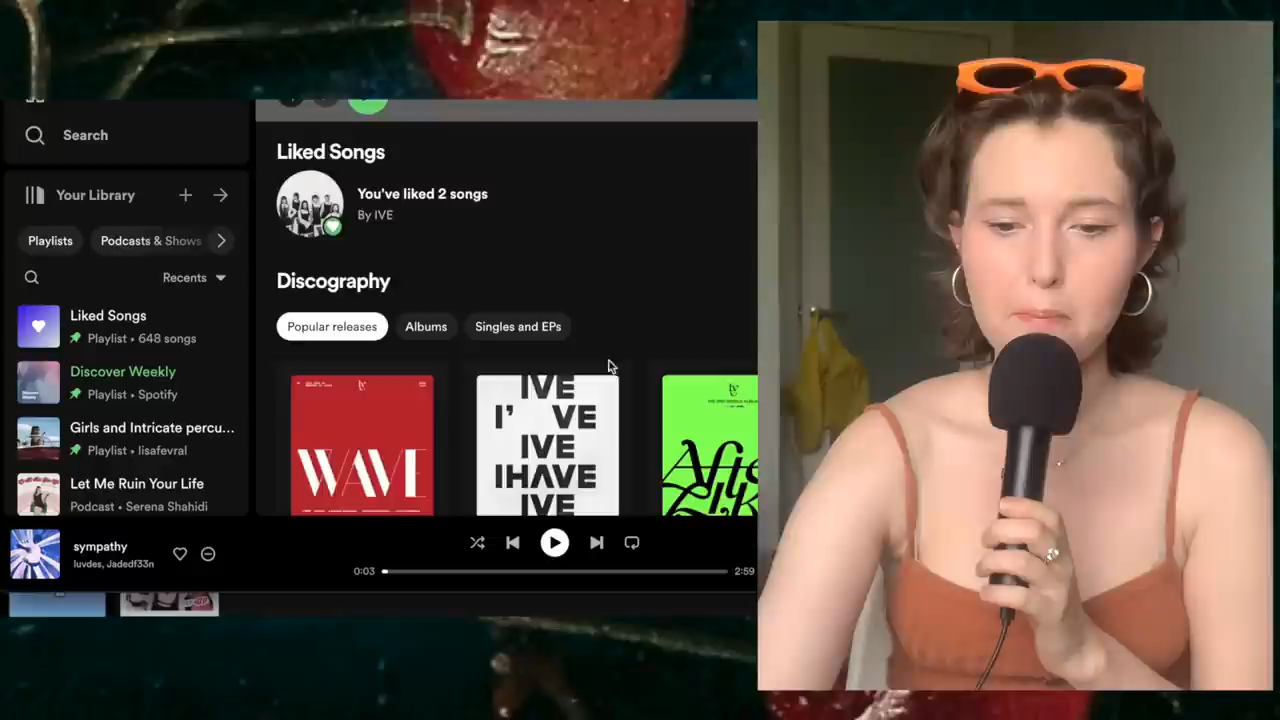 Search
Your Library
Playlists
Podcasts & Shows
Recents
Liked Songs
Playlist • 648 songs
Discover Weekly
Playlist • Spotify
Girls and Intricate percu...
Playlist • lisafevral
Let Me Ruin Your Life
Podcast • Serena Shahidi
Liked Songs
You've liked 2 songs
By IVE
Discography
Popular releases
Albums
Singles and EPs
WAVE
IVE
I' VE
IVE
IHAVE
IVE
After
sympathy
luvdes, Jadedf33n
0:03
2:59